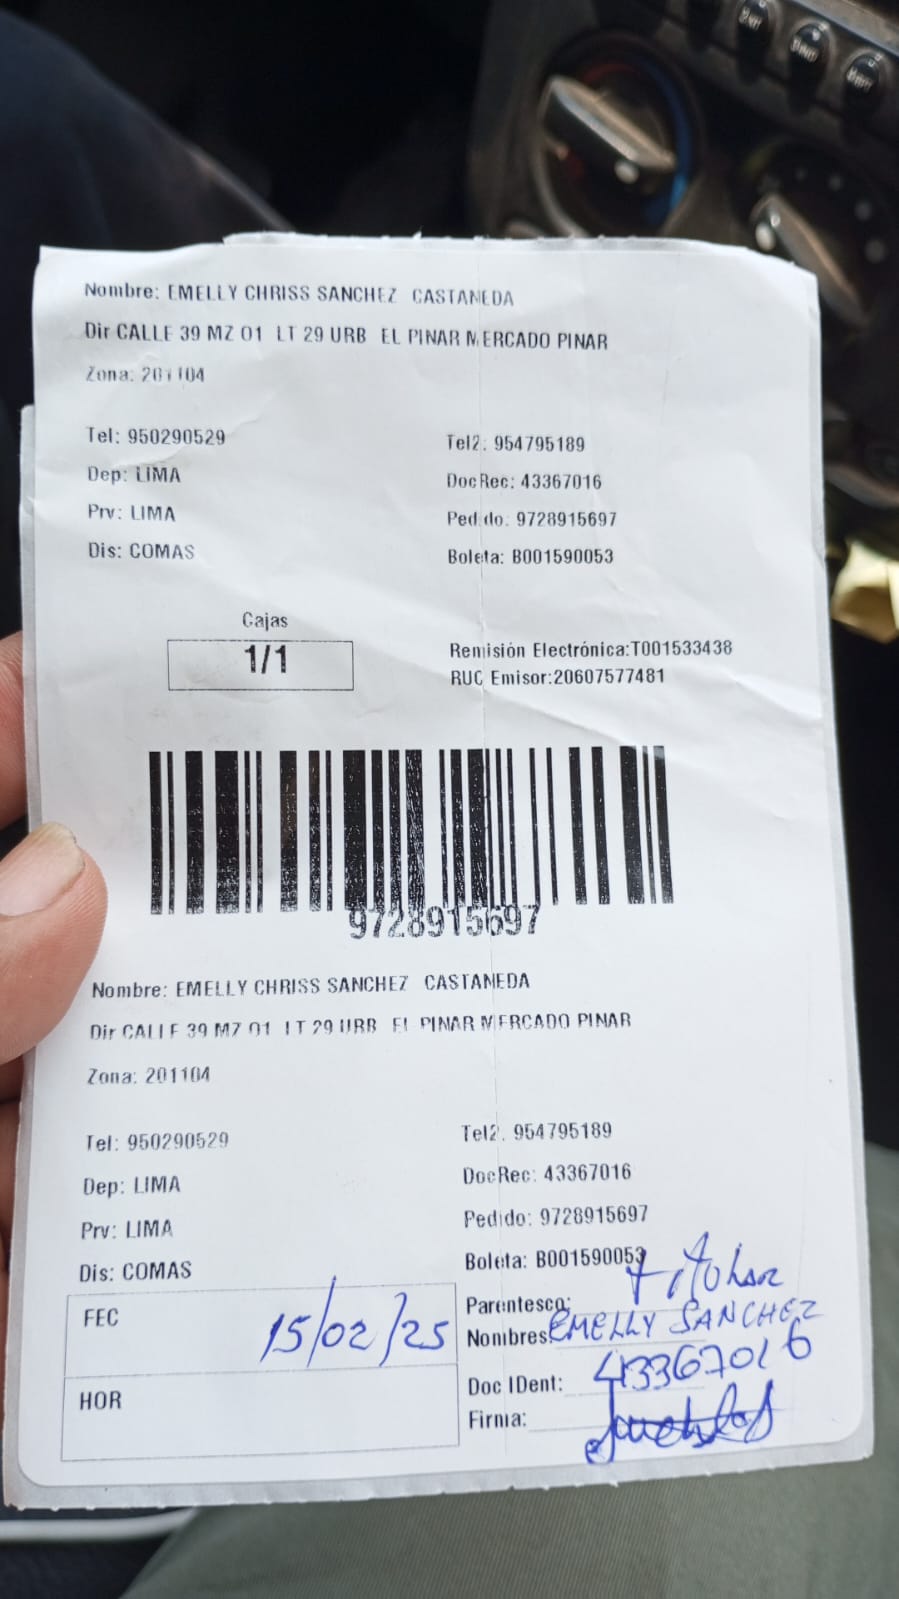 Nombre: EMELLY CHRISS SANCHEZ CASTANEDA
Dir CALLE 39 MZ O1 LT 29 URB EL PINAR MERCADO PINAR
Zona: 201104
Tel: 950290529 Tel2. 954795189
Dep: LIMA DocRec: 43367016
Prv: LIMA Pedido: 9728915697
Dis: COMAS Boleta: B001590053
Cajas
1/1
Remisión Electrónica:T001533438
RUC Emisor:20607577481
9728915697
Nombre: EMELLY CHRISS SANCHEZ CASTANEDA
Dir CALLE 39 MZ O1 LT 29 URB EL PINAR MERCADO PINAR
Zona: 201104
Tel: 950290529 Tel2. 954795189
Dep: LIMA DocRec: 43367016
Prv: LIMA Pedido: 9728915697
Dis: COMAS Boleta: B001590053
FEC 15/02/25
HOR
Parentesco: titular
Nombres: EMELLY SANCHEZ
Doc IDent: 43367016
Firma: